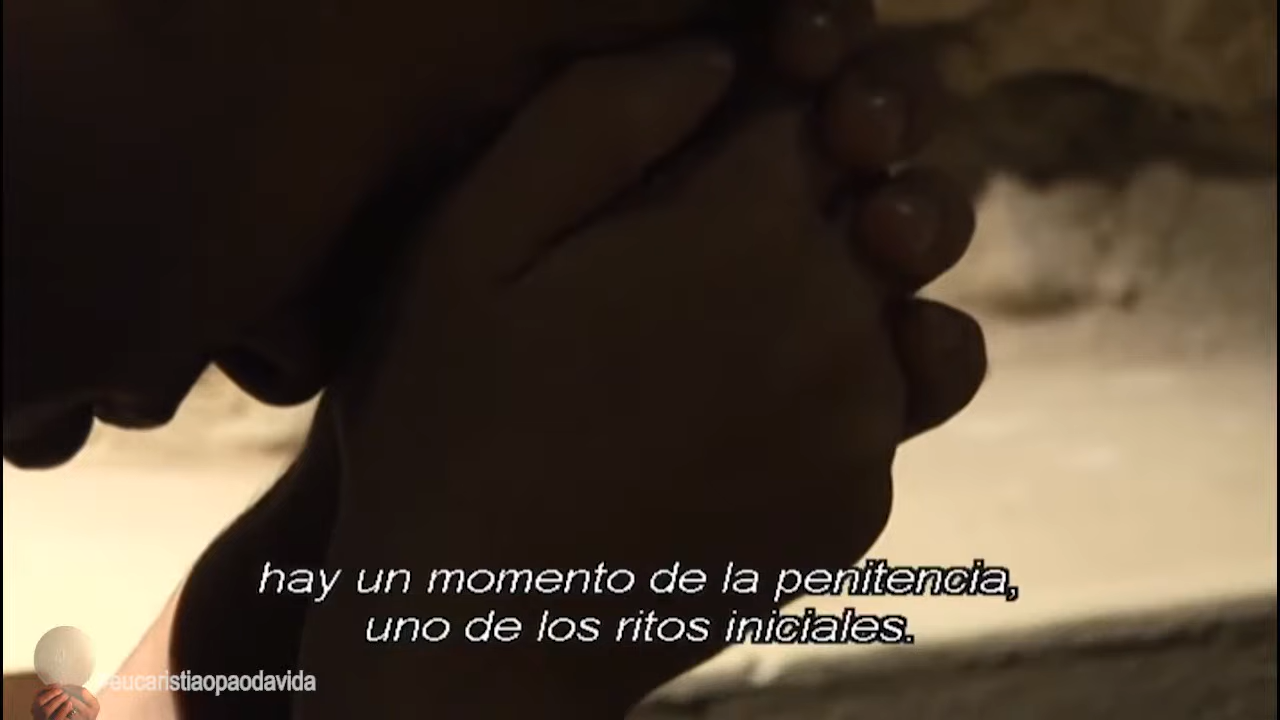 hay un momento de la penitencia,
uno de los ritos iniciales.
eucaristiaopaodavida